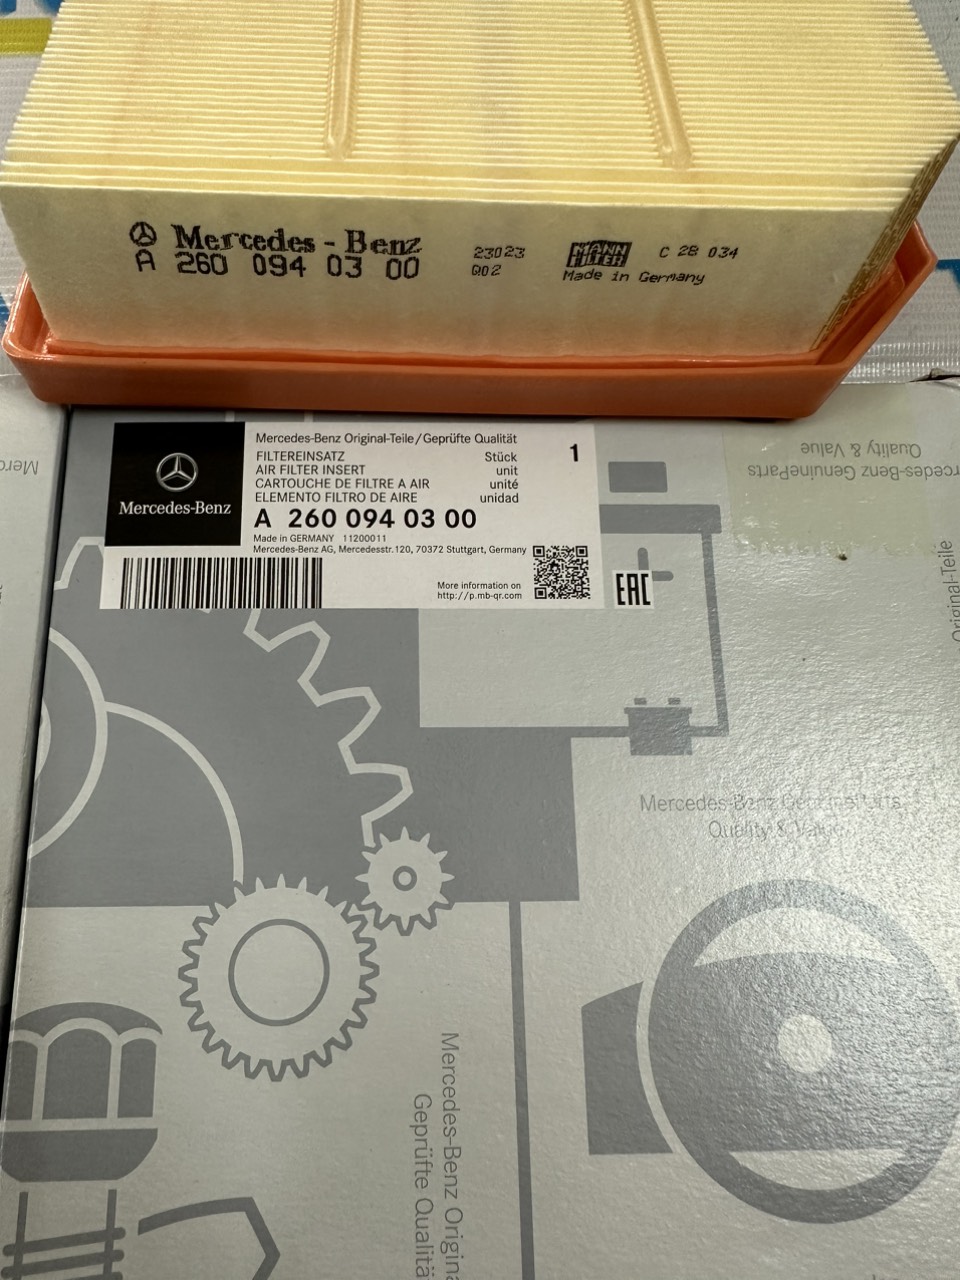 Mercedes-Benz
A 260 094 03 00
23023
Q02
MANN
FILTER
C 28 034
Made in Germany
Mercedes-Benz
Mercedes-Benz Original-Teile/Geprüfte Qualität
FILTEREINSATZ Stück
AIR FILTER INSERT unit
CARTOUCHE DE FILTRE A AIR unité
ELEMENTO FILTRO DE AIRE unidad
1
A 260 094 03 00
Made in GERMANY 11200011
Mercedes-Benz AG, Mercedesstr.120, 70372 Stuttgart, Germany
More information on
http://p.mb-qr.com
EAC
Quality & Value
Mercedes-Benz GenuineParts
Original-Teile
Mercedes-Benz GenuineParts
Quality & Value
Mercedes-Benz Origina
Geprüfte Qualitä